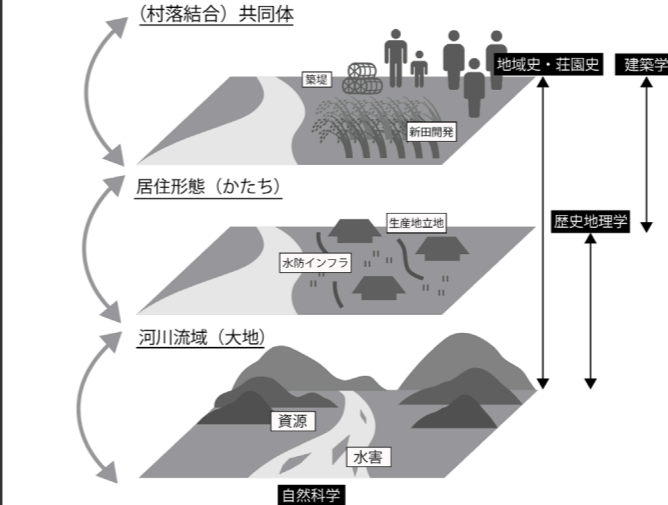 （村落結合）共同体
地域史・荘園史
建築学
築堤
新田開発
居住形態（かたち）
歴史地理学
生産地立地
水防インフラ
河川流域（大地）
資源
水害
自然科学